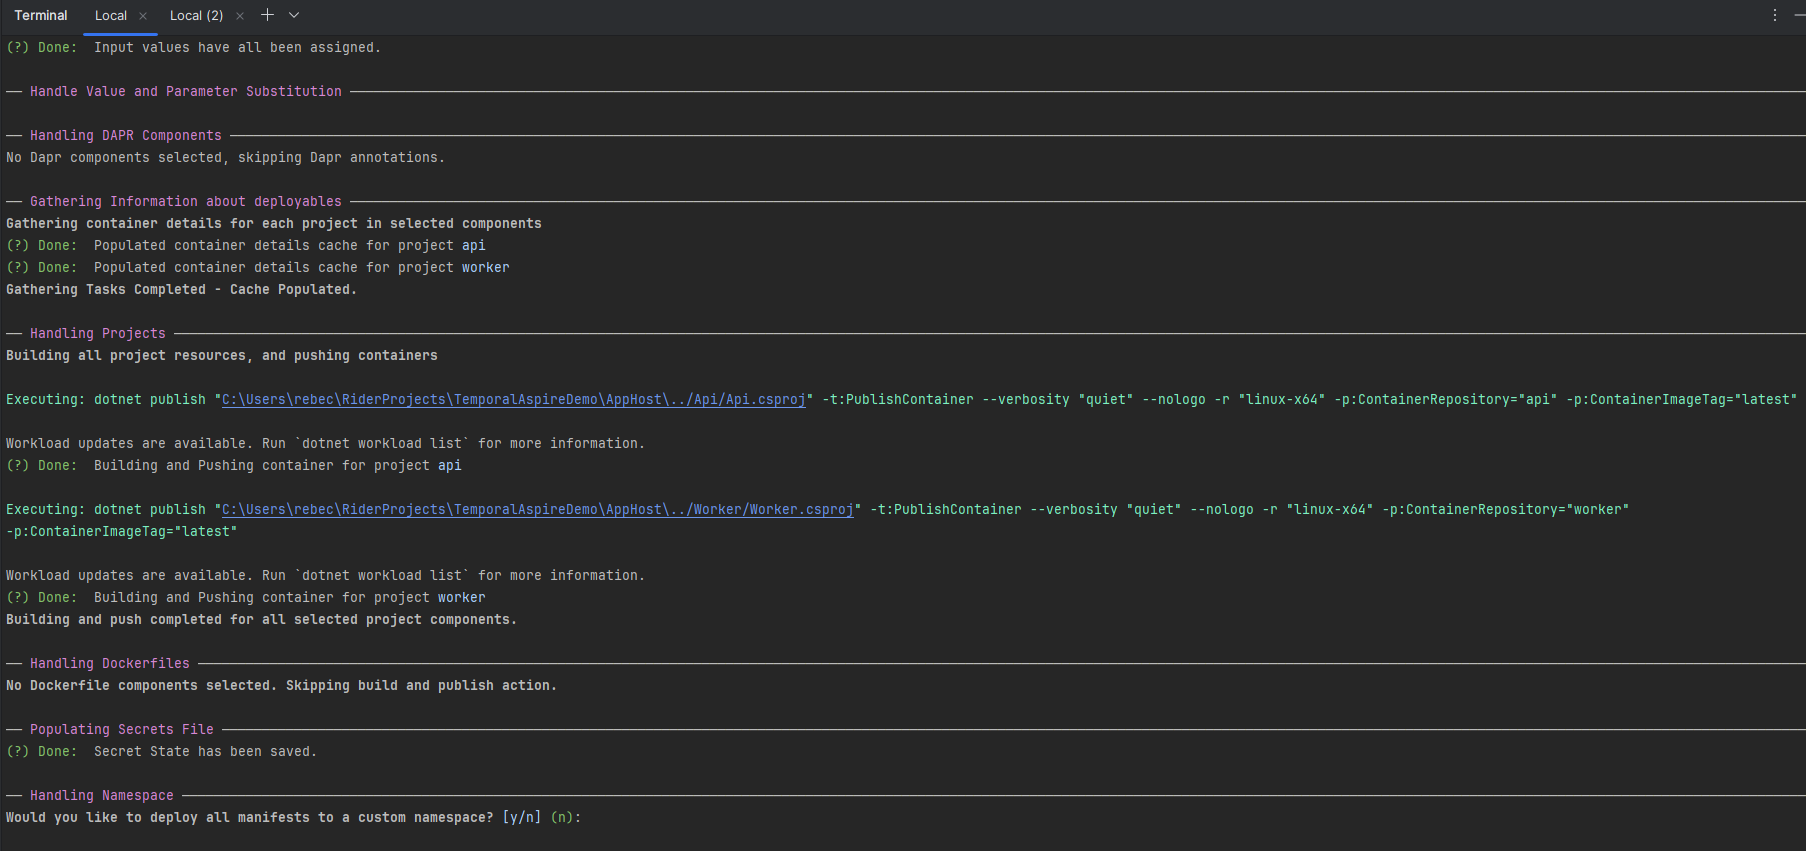 Terminal Local × Local (2) ×
(?) Done:  Input values have all been assigned.
Handle Value and Parameter Substitution
Handling DAPR Components
No Dapr components selected, skipping Dapr annotations.
Gathering Information about deployables
Gathering container details for each project in selected components
(?) Done:  Populated container details cache for project api
(?) Done:  Populated container details cache for project worker
Gathering Tasks Completed - Cache Populated.
Handling Projects
Building all project resources, and pushing containers
Executing: dotnet publish "C:\Users\rebec\RiderProjects\TemporalAspireDemo\AppHost\../Api/Api.csproj" -t:PublishContainer --verbosity "quiet" --nologo -r "linux-x64" -p:ContainerRepository="api" -p:ContainerImageTag="latest"
Workload updates are available. Run `dotnet workload list` for more information.
(?) Done:  Building and Pushing container for project api
Executing: dotnet publish "C:\Users\rebec\RiderProjects\TemporalAspireDemo\AppHost\../Worker/Worker.csproj" -t:PublishContainer --verbosity "quiet" --nologo -r "linux-x64" -p:ContainerRepository="worker"
-p:ContainerImageTag="latest"
Workload updates are available. Run `dotnet workload list` for more information.
(?) Done:  Building and Pushing container for project worker
Building and push completed for all selected project components.
Handling Dockerfiles
No Dockerfile components selected. Skipping build and publish action.
Populating Secrets File
(?) Done:  Secret State has been saved.
Handling Namespace
Would you like to deploy all manifests to a custom namespace? [y/n] (n):